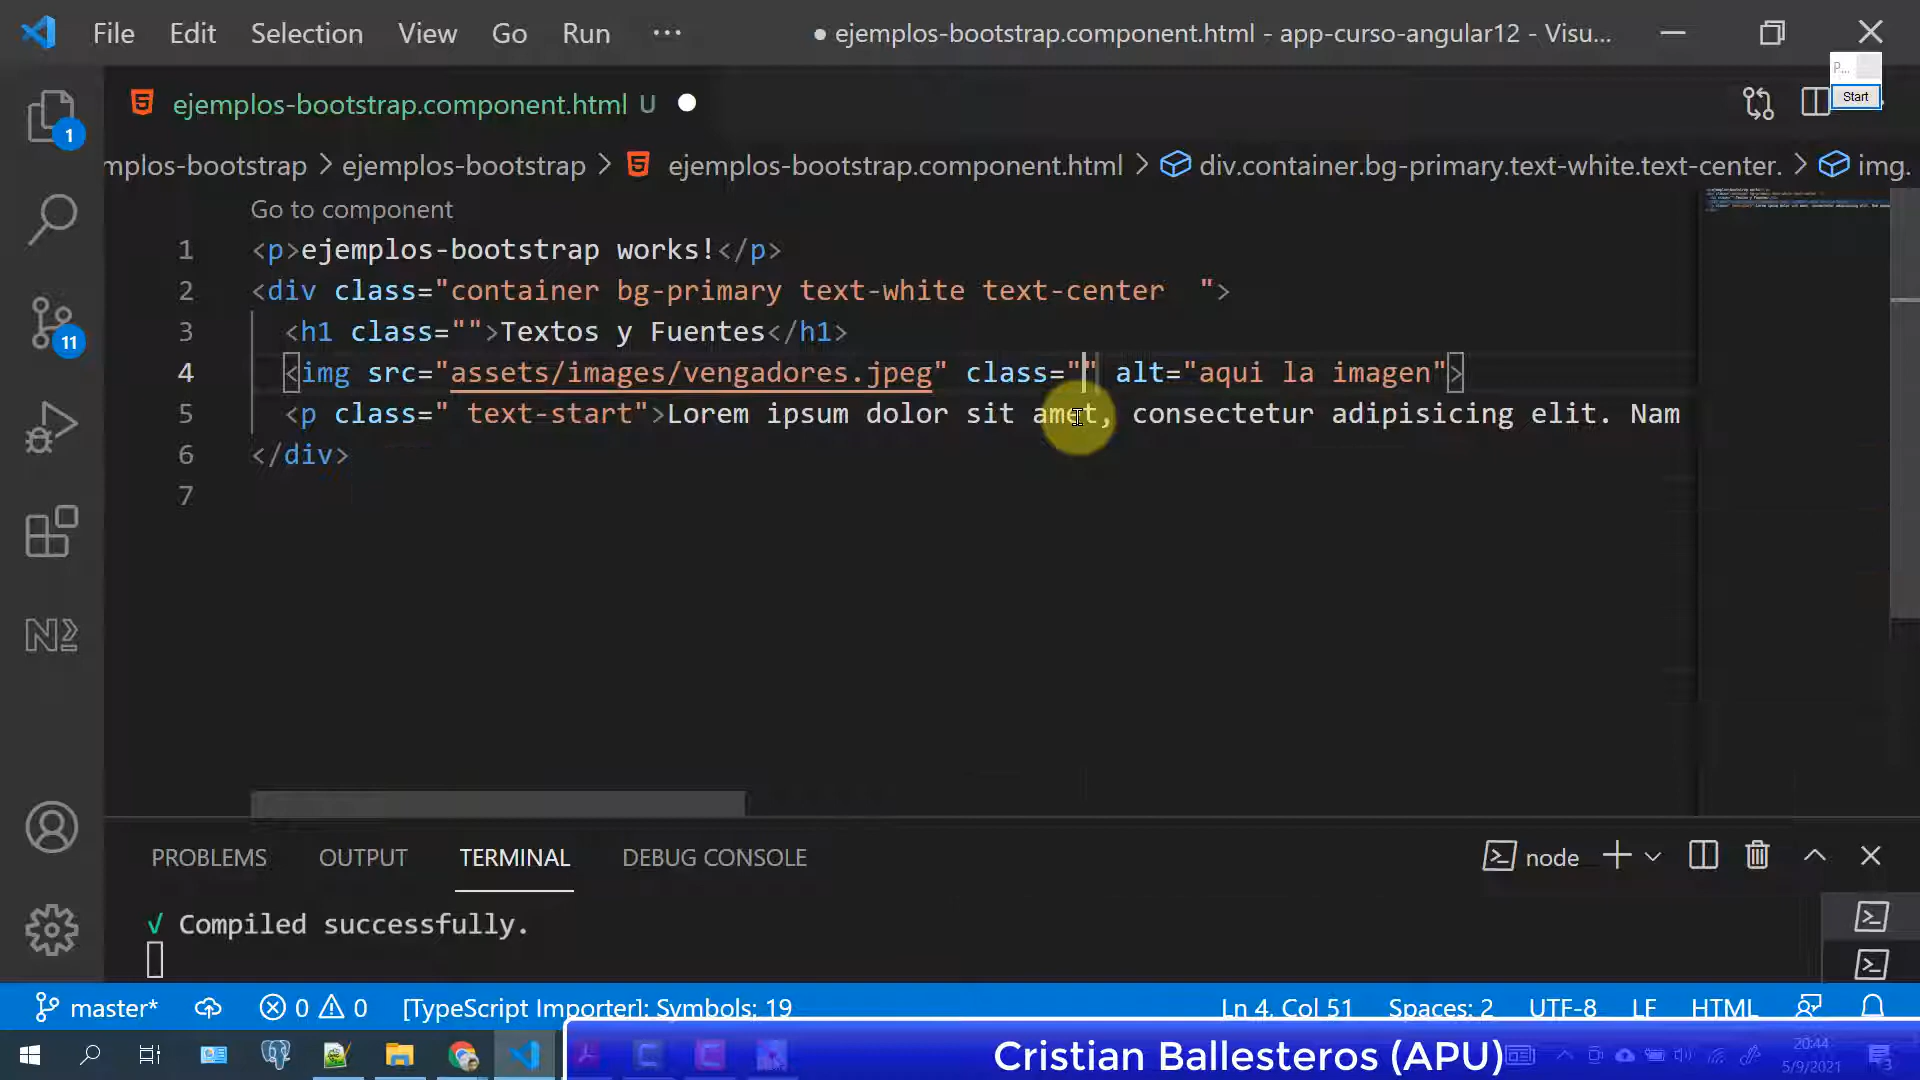 File Edit Selection View Go Run ··· ● ejemplos-bootstrap.component.html - app-curso-angular12 - Visu...
P...
Start
ejemplos-bootstrap.component.html U
1
mplos-bootstrap > ejemplos-bootstrap > ejemplos-bootstrap.component.html > div.container.bg-primary.text-white.text-center. > img.
Go to component
1 <p>ejemplos-bootstrap works!</p>
2 <div class="container bg-primary text-white text-center  ">
3 <h1 class="">Textos y Fuentes</h1>
11
4 <img src="assets/images/vengadores.jpeg" class="" alt="aqui la imagen">
5 <p class=" text-start">Lorem ipsum dolor sit amet, consectetur adipisicing elit. Nam
6 </div>
7
PROBLEMS OUTPUT TERMINAL DEBUG CONSOLE node
√ Compiled successfully.
master* 0 0 [TypeScript Importer]: Symbols: 19 Ln 4, Col 51 Spaces: 2 UTF-8 LF HTML
Cristian Ballesteros (APU)
20:44
5/9/2021
3